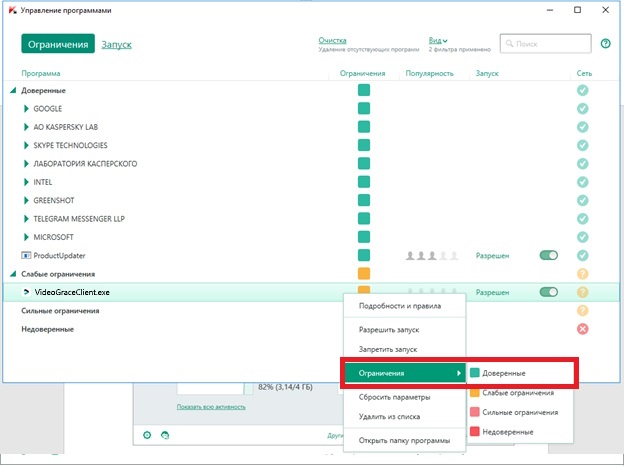 Управление программами
Ограничения Запуск
Очистка
Удаление отсутствующих программ
Вид
2 фильтра применено
Поиск
Программа Ограничения Популярность Запуск Сеть
Доверенные
GOOGLE
AO KASPERSKY LAB
SKYPE TECHNOLOGIES
ЛАБОРАТОРИЯ КАСПЕРСКОГО
INTEL
GREENSHOT
TELEGRAM MESSENGER LLP
MICROSOFT
ProductUpdater Разрешен
Слабые ограничения
VideoGraceClient.exe Разрешен
Сильные ограничения
Недоверенные
Подробности и правила
Разрешить запуск
Запретить запуск
Ограничения
Сбросить параметры
Удалить из списка
Открыть папку программы
Доверенные
Слабые ограничения
Сильные ограничения
Недоверенные
82% (3,14/4 ГБ)
Показать всю активность